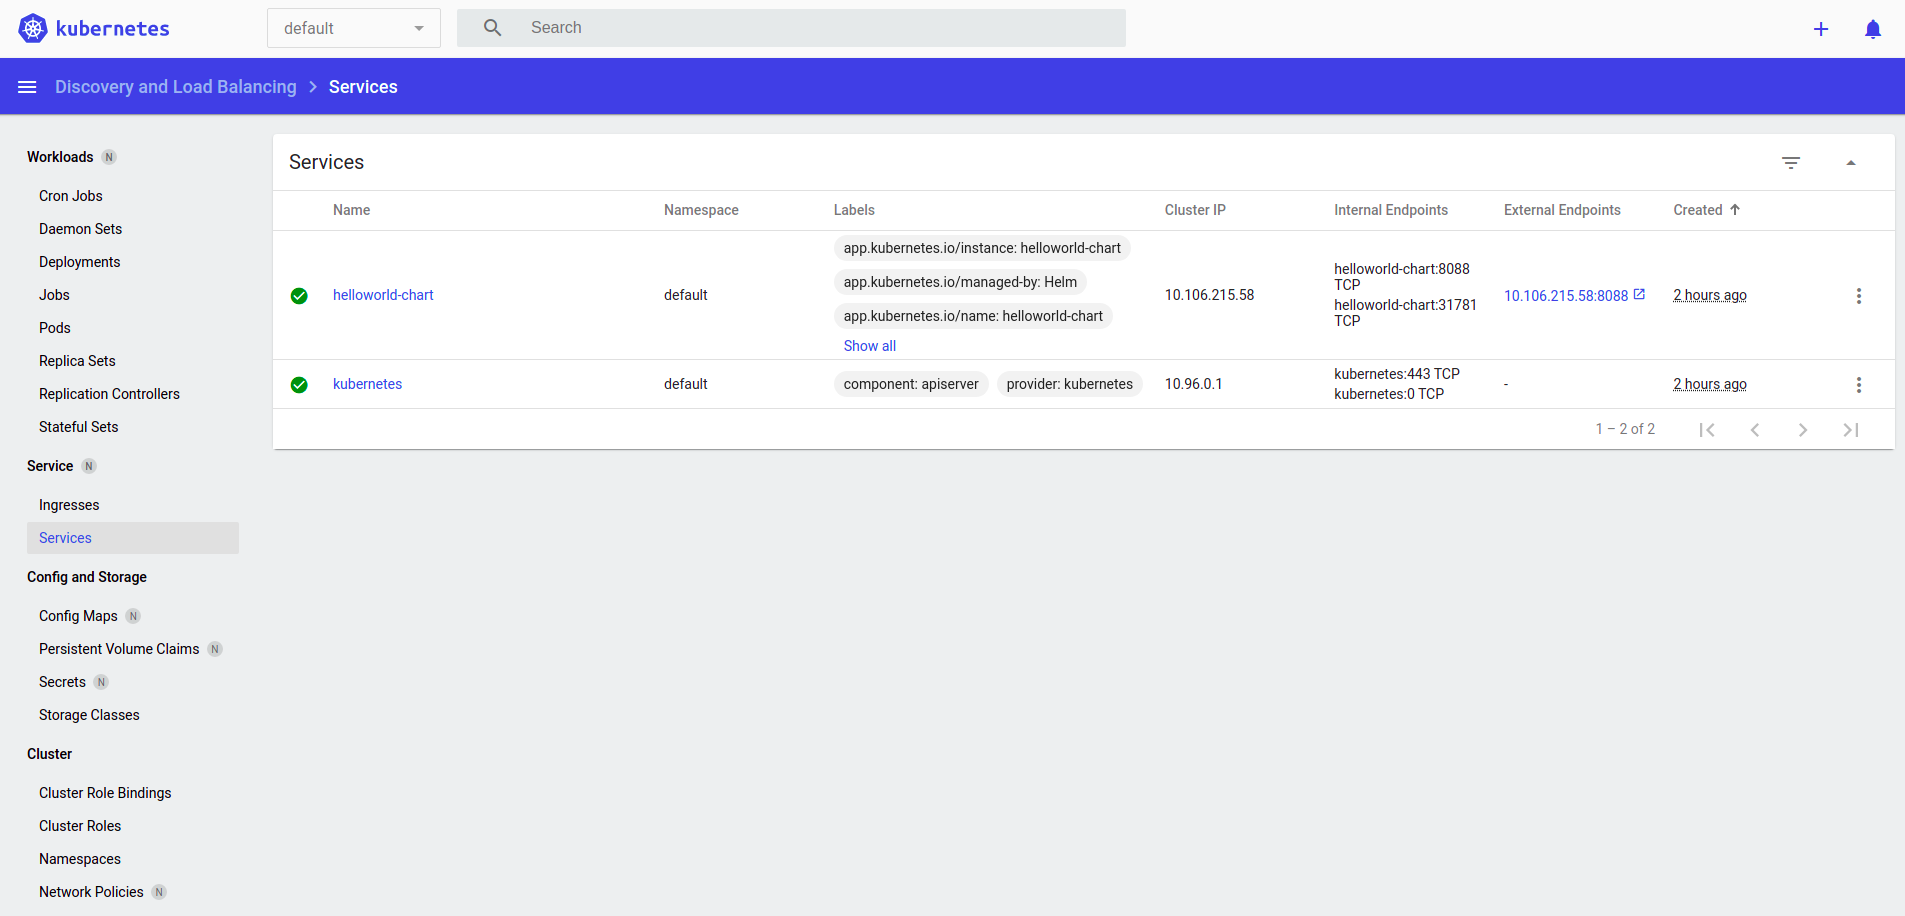 kubernetes
default
Search
Discovery and Load Balancing > Services
Workloads N
Cron Jobs
Daemon Sets
Deployments
Jobs
Pods
Replica Sets
Replication Controllers
Stateful Sets
Service N
Ingresses
Services
Config and Storage
Config Maps N
Persistent Volume Claims N
Secrets N
Storage Classes
Cluster
Cluster Role Bindings
Cluster Roles
Namespaces
Network Policies N
Services
Name Namespace Labels Cluster IP Internal Endpoints External Endpoints Created
helloworld-chart
default
app.kubernetes.io/instance: helloworld-chart
app.kubernetes.io/managed-by: Helm
app.kubernetes.io/name: helloworld-chart
Show all
10.106.215.58
helloworld-chart:8088
TCP
helloworld-chart:31781
TCP
10.106.215.58:8088
2 hours ago
kubernetes
default
component: apiserver provider: kubernetes
10.96.0.1
kubernetes:443 TCP
kubernetes:0 TCP
-
2 hours ago
1 – 2 of 2